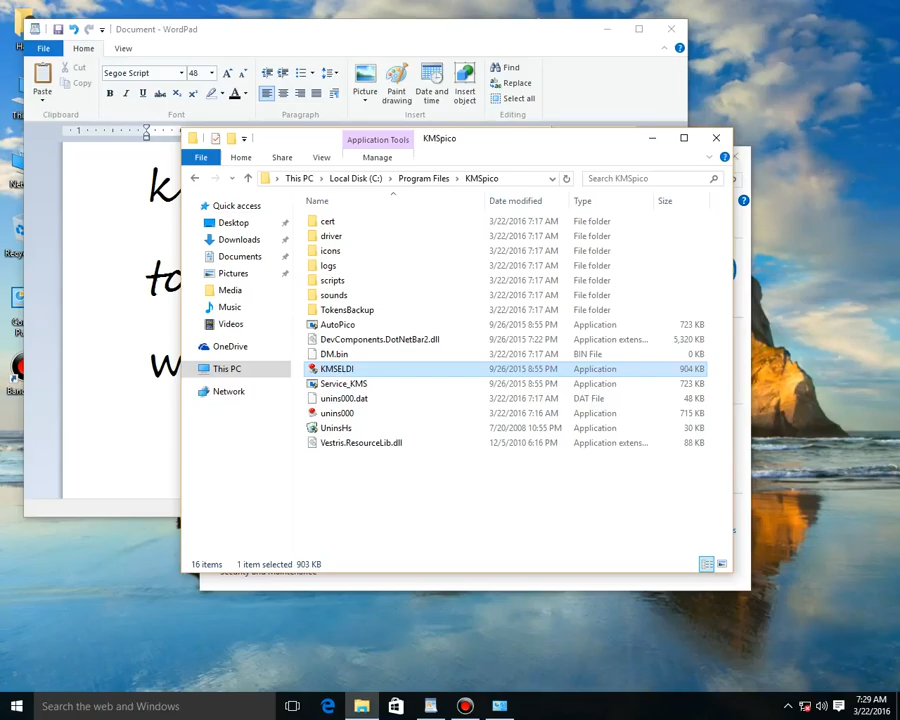 Document - WordPad
File Home View
Cut
Copy
Paste
Clipboard
Segoe Script 48
Font
Paragraph
Picture
Paint drawing
Date and time
Insert object
Insert
Find
Replace
Select all
Editing
1
k
to
w
Application Tools KMSpico
File Home Share View Manage
This PC Local Disk (C:) Program Files KMSpico
Search KMSpico
Quick access
Desktop
Downloads
Documents
Pictures
Media
Music
Videos
OneDrive
This PC
Network
Name Date modified Type Size
cert 3/22/2016 7:17 AM File folder
driver 3/22/2016 7:17 AM File folder
icons 3/22/2016 7:17 AM File folder
logs 3/22/2016 7:17 AM File folder
scripts 3/22/2016 7:17 AM File folder
sounds 3/22/2016 7:17 AM File folder
TokensBackup 3/22/2016 7:17 AM File folder
AutoPico 9/26/2015 8:55 PM Application 723 KB
DevComponents.DotNetBar2.dll 9/26/2015 7:22 PM Application extens... 5,320 KB
DM.bin 3/22/2016 7:17 AM BIN File 0 KB
KMSELDI 9/26/2015 8:55 PM Application 904 KB
Service_KMS 9/26/2015 8:55 PM Application 723 KB
unins000.dat 3/22/2016 7:17 AM DAT File 48 KB
unins000 3/22/2016 7:16 AM Application 715 KB
UninsHs 7/20/2008 10:55 PM Application 30 KB
Vestris.ResourceLib.dll 12/5/2010 6:16 PM Application extens... 88 KB
16 items 1 item selected 903 KB
Search the web and Windows
7:29 AM
3/22/2016